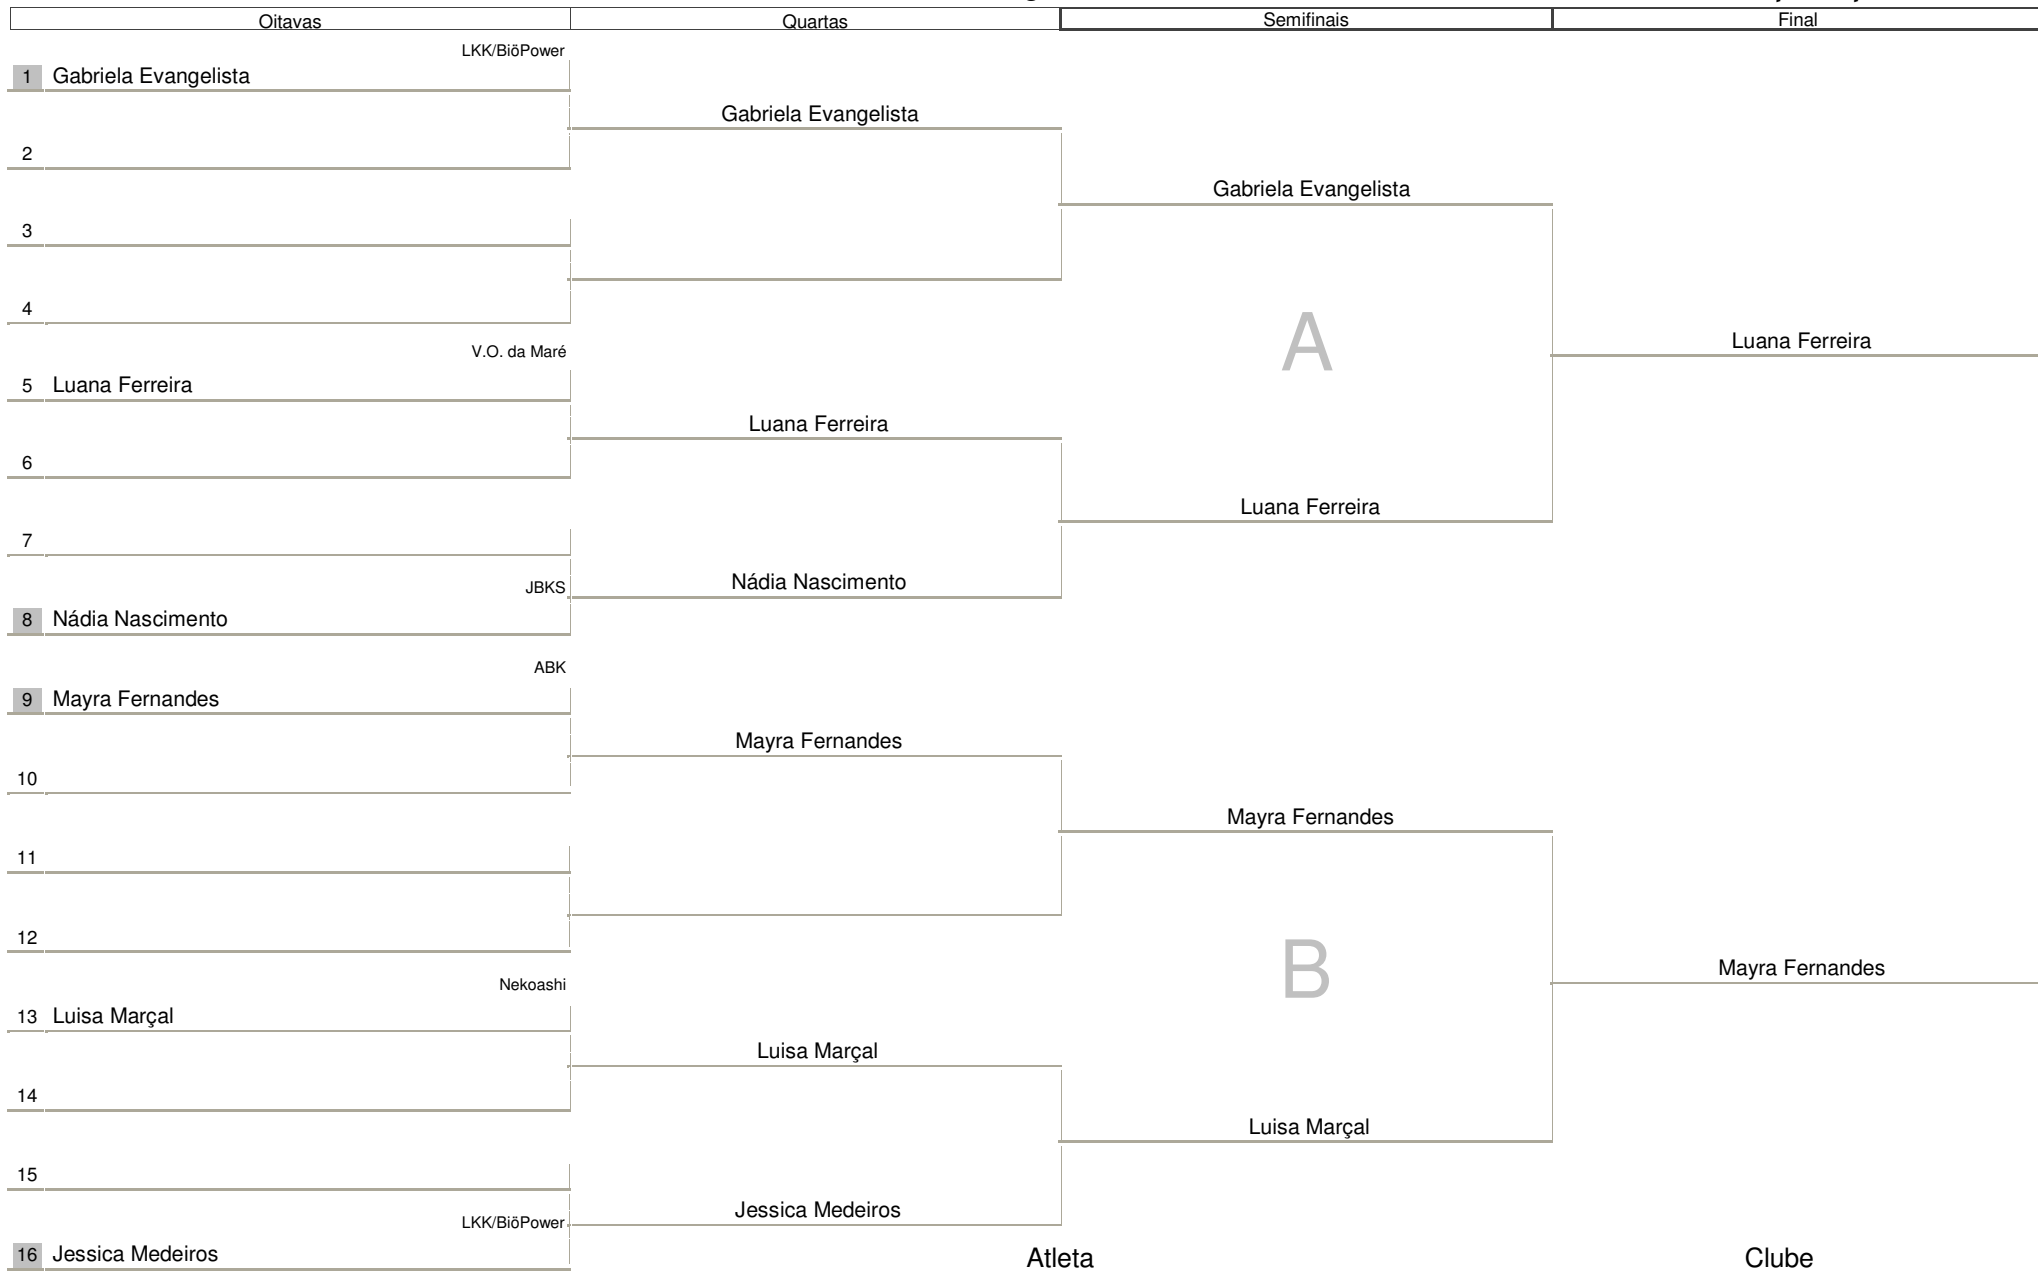 Oitavas Quartas Semifinais Final
LKK/BiöPower
1 Gabriela Evangelista
Gabriela Evangelista
2
Gabriela Evangelista
3
4
A
Luana Ferreira
V.O. da Maré
5 Luana Ferreira
Luana Ferreira
6
Luana Ferreira
7
JBKS
Nádia Nascimento
8 Nádia Nascimento
ABK
9 Mayra Fernandes
Mayra Fernandes
10
Mayra Fernandes
11
12
B
Mayra Fernandes
Nekoashi
13 Luisa Marçal
Luisa Marçal
14
Luisa Marçal
15
Jessica Medeiros
LKK/BiöPower
16 Jessica Medeiros
Atleta Clube